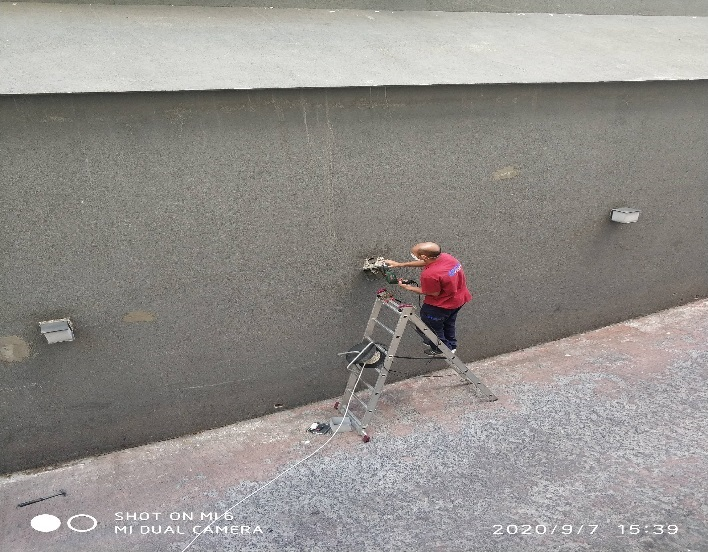 SHOT ON MI 6
MI DUAL CAMERA
2020/9/7 15:39